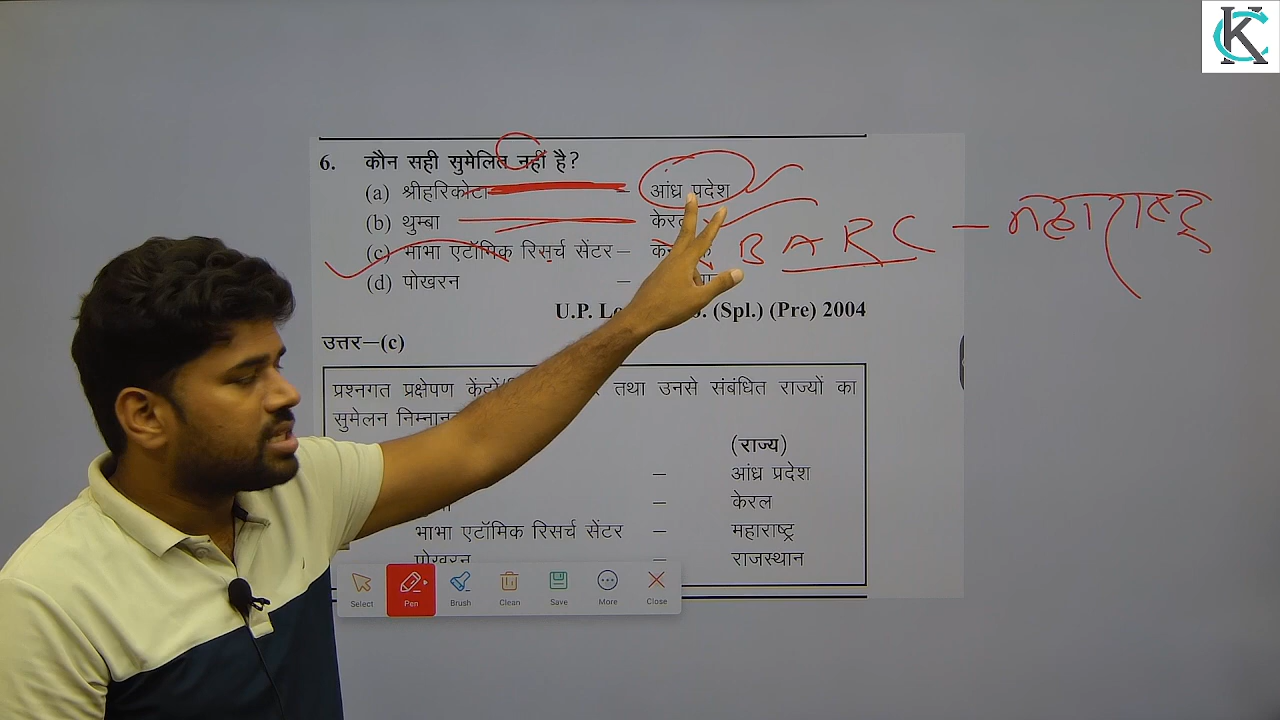 KC
6. कौन सही सुमेलित नहीं है?
(a) श्रीहरिकोटा – आंध्र प्रदेश
(b) थुम्बा केरल
(c) भाभा एटॉमिक रिसर्च सेंटर –
BARC – महाराष्ट्र
(d) पोखरन –
U.P. (Spl.) (Pre) 2004
उत्तर–(c)
प्रश्नगत प्रक्षेपण तथा उनसे संबंधित राज्यों का
सुमेलन
(राज्य)
– आंध्र प्रदेश
– केरल
भाभा एटॉमिक रिसर्च सेंटर – महाराष्ट्र
पोखरन – राजस्थान
Select Pen Brush Clean Save More Close